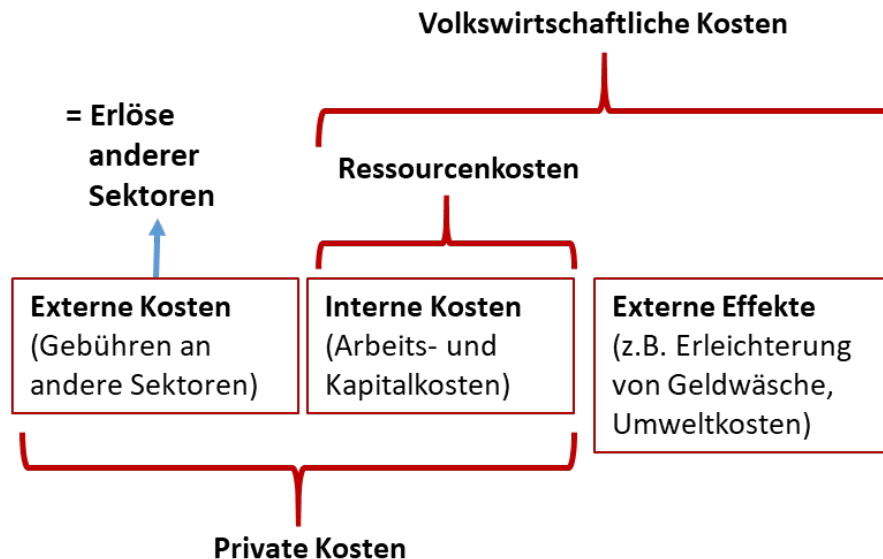 Volkswirtschaftliche Kosten
= Erlöse
anderer
Sektoren
Ressourcenkosten
Externe Kosten
(Gebühren an
andere Sektoren)
Interne Kosten
(Arbeits- und
Kapitalkosten)
Externe Effekte
(z.B. Erleichterung
von Geldwäsche,
Umweltkosten)
Private Kosten